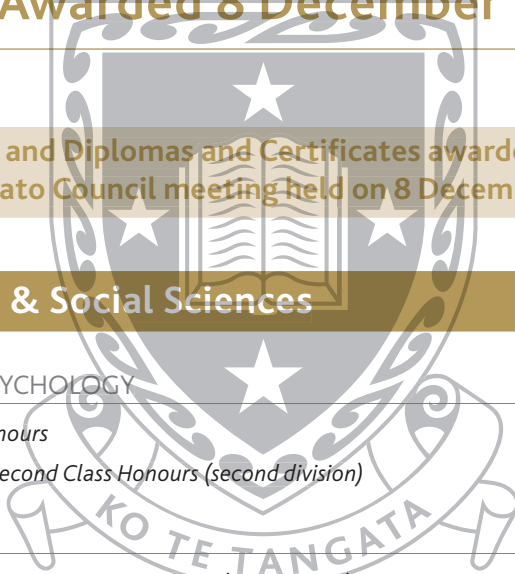 Awarded 8 December
and Diplomas and Certificates awarde
ato Council meeting held on 8 Decem
& Social Sciences
YCHOLOGY
nours
econd Class Honours (second division)
KO TE TANGATA